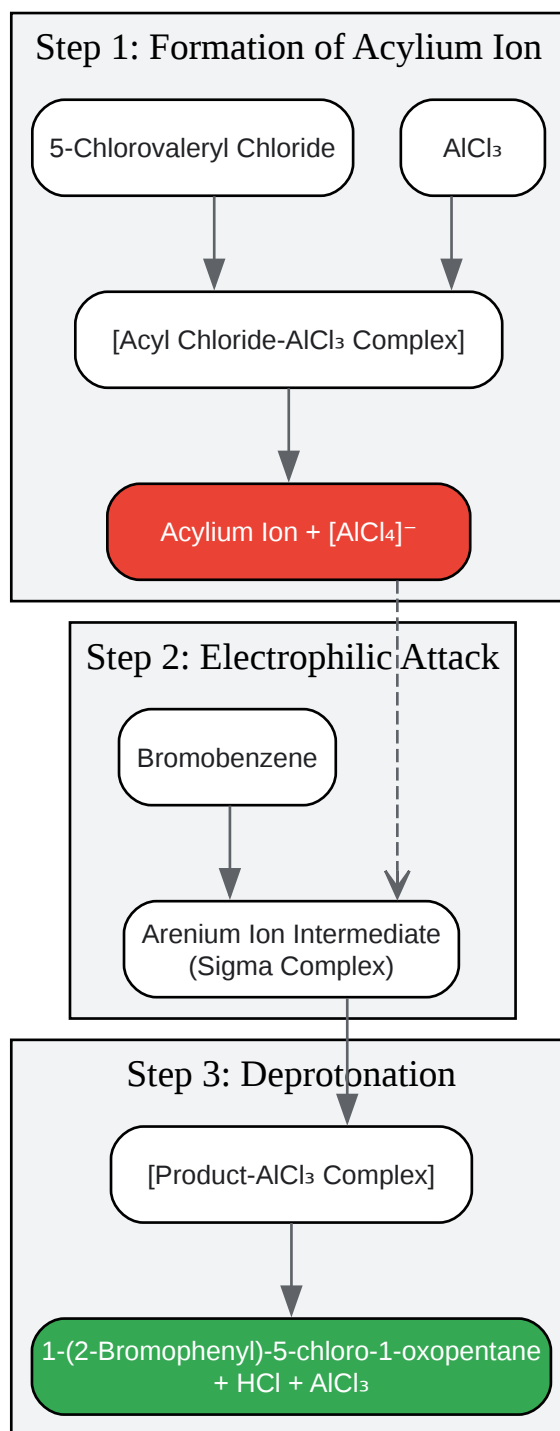 Step 1: Formation of Acylium Ion
5-Chlorovaleryl Chloride
AlCl₃
[Acyl Chloride-AlCl₃ Complex]
Acylium Ion + [AlCl₄]⁻
Step 2: Electrophilic Attack
Bromobenzene
Arenium Ion Intermediate
(Sigma Complex)
Step 3: Deprotonation
[Product-AlCl₃ Complex]
1-(2-Bromophenyl)-5-chloro-1-oxopentane
+ HCl + AlCl₃